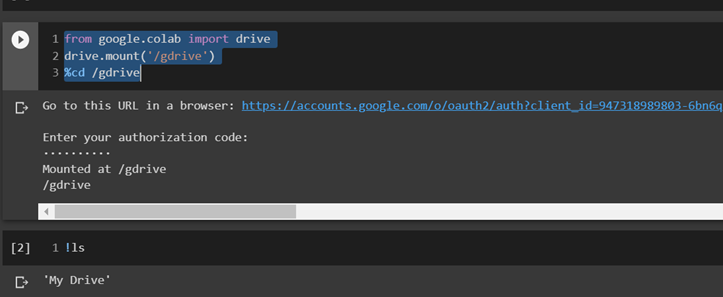 1 from google.colab import drive
2 drive.mount('/gdrive')
3 %cd /gdrive
Go to this URL in a browser: https://accounts.google.com/o/oauth2/auth?client_id=947318989803-6bn6q
Enter your authorization code:
··········
Mounted at /gdrive
/gdrive
[2] 1 !ls
'My Drive'